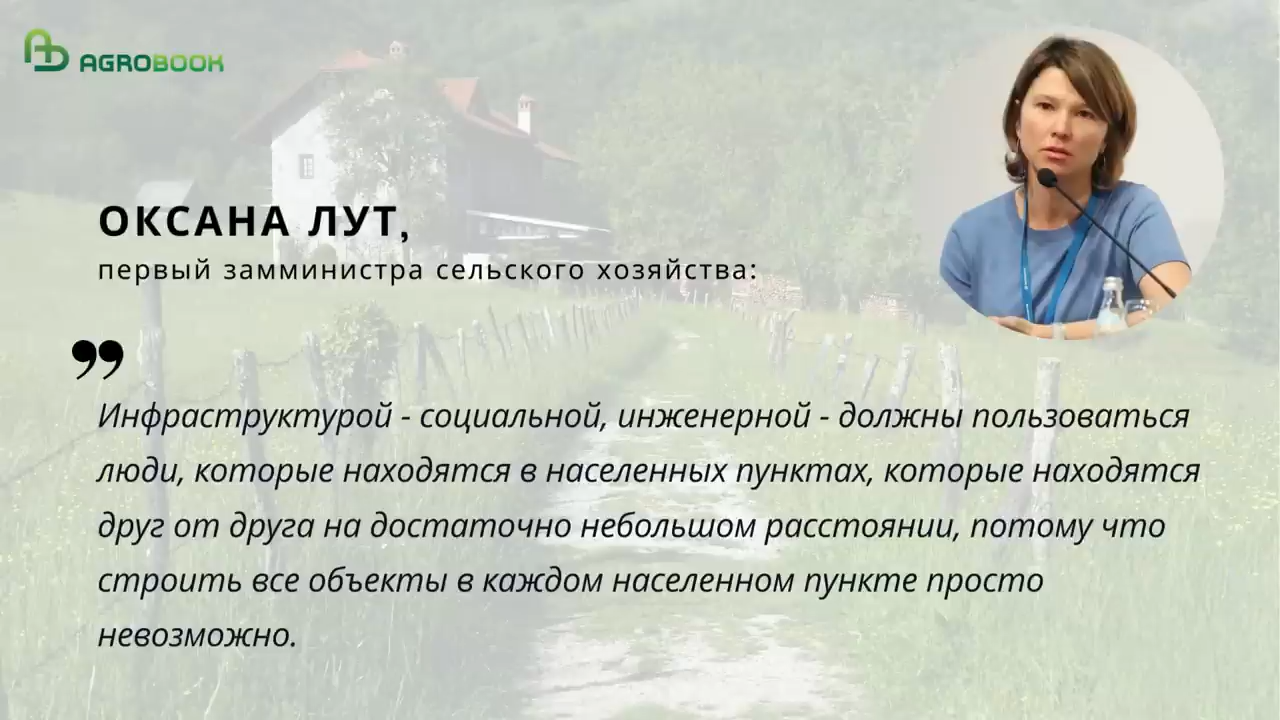 AGROBOOK
ОКСАНА ЛУТ,
первый замминистра сельского хозяйства:
”
Инфраструктурой - социальной, инженерной - должны пользоваться
люди, которые находятся в населенных пунктах, которые находятся
друг от друга на достаточно небольшом расстоянии, потому что
строить все объекты в каждом населенном пункте просто
невозможно.